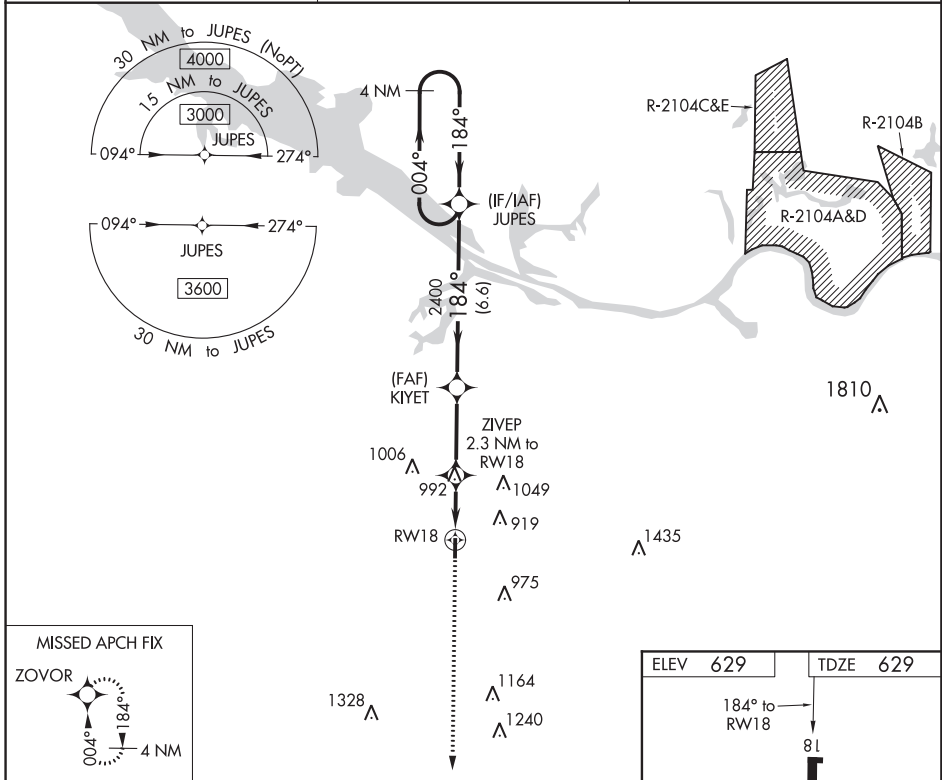 30 NM to JUPES (NoPT)
4000
15 NM to JUPES
3000
JUPES
094°
274°
094°
274°
JUPES
3600
30 NM to JUPES
4 NM
184°
004°
(IF/IAF)
JUPES
2400
184°
(6.6)
(FAF)
KIYET
ZIVEP
2.3 NM to
RW18
1006
992
1049
919
RW18
1435
975
1164
1328
1240
R-2104C&E
R-2104B
R-2104A&D
1810
MISSED APCH FIX
ZOVOR
184°
004°
4 NM
ELEV 629
TDZE 629
184° to
RW18
18